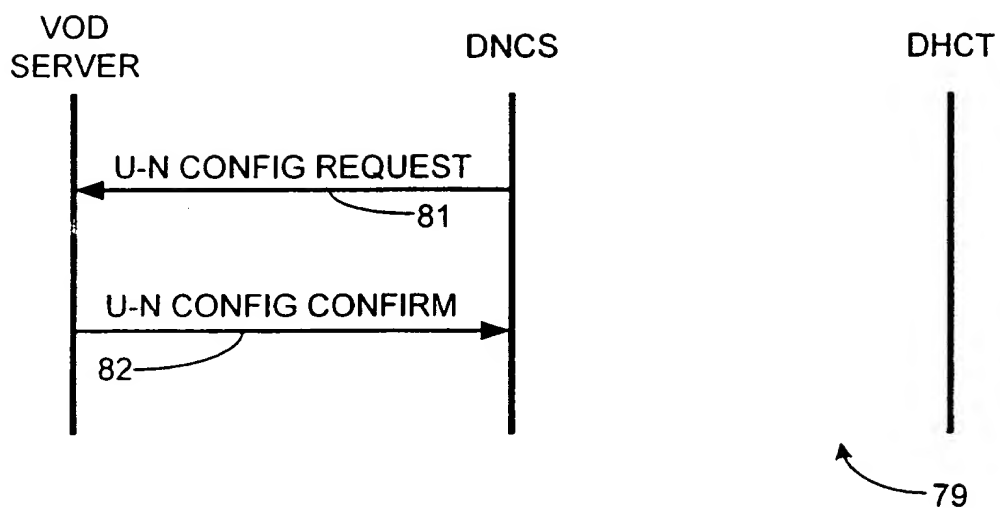 VOD
SERVER
DNCS
DHCT
U-N CONFIG REQUEST
81
U-N CONFIG CONFIRM
82
79